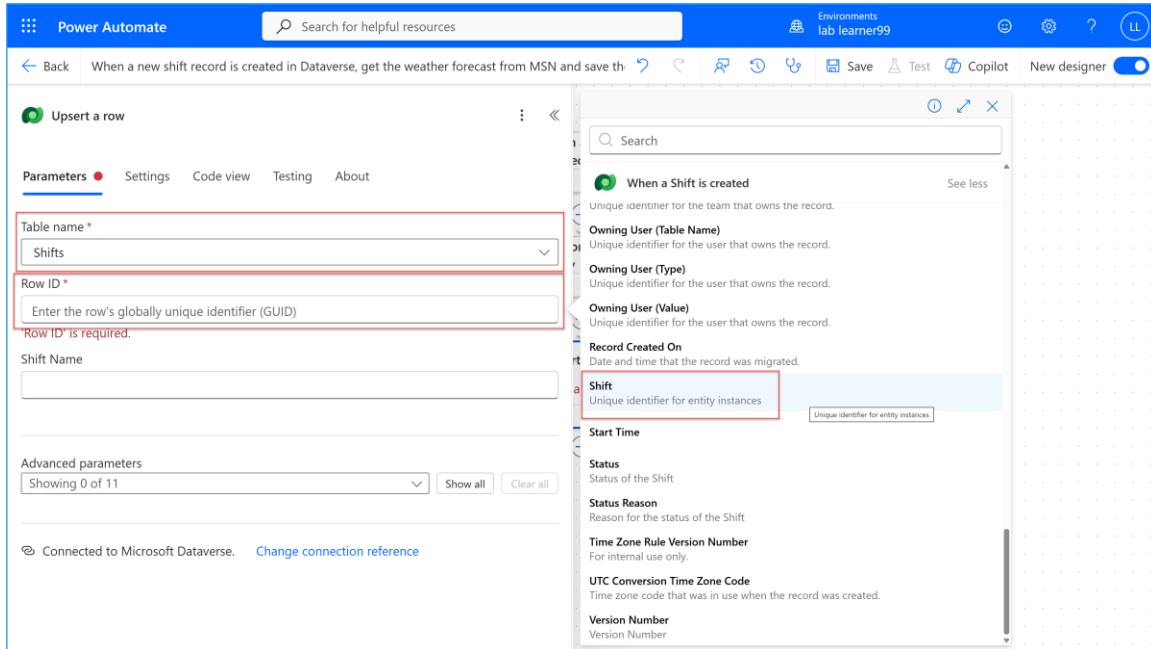 Power Automate
Search for helpful resources
Environments
lab learner99
LL
Back
When a new shift record is created in Dataverse, get the weather forecast from MSN and save th
Save
Test
Copilot
New designer
Upsert a row
Parameters
Settings
Code view
Testing
About
Table name *
Shifts
Row ID *
Enter the row's globally unique identifier (GUID)
'Row ID' is required.
Shift Name
Advanced parameters
Showing 0 of 11
Show all
Clear all
Connected to Microsoft Dataverse.
Change connection reference
Search
When a Shift is created
See less
Unique identifier for the team that owns the record.
Owning User (Table Name)
Unique identifier for the user that owns the record.
Owning User (Type)
Unique identifier for the user that owns the record.
Owning User (Value)
Unique identifier for the user that owns the record.
Record Created On
Date and time that the record was migrated.
Shift
Unique identifier for entity instances
Unique identifier for entity instances
Start Time
Status
Status of the Shift
Status Reason
Reason for the status of the Shift
Time Zone Rule Version Number
For internal use only.
UTC Conversion Time Zone Code
Time zone code that was in use when the record was created.
Version Number
Version Number